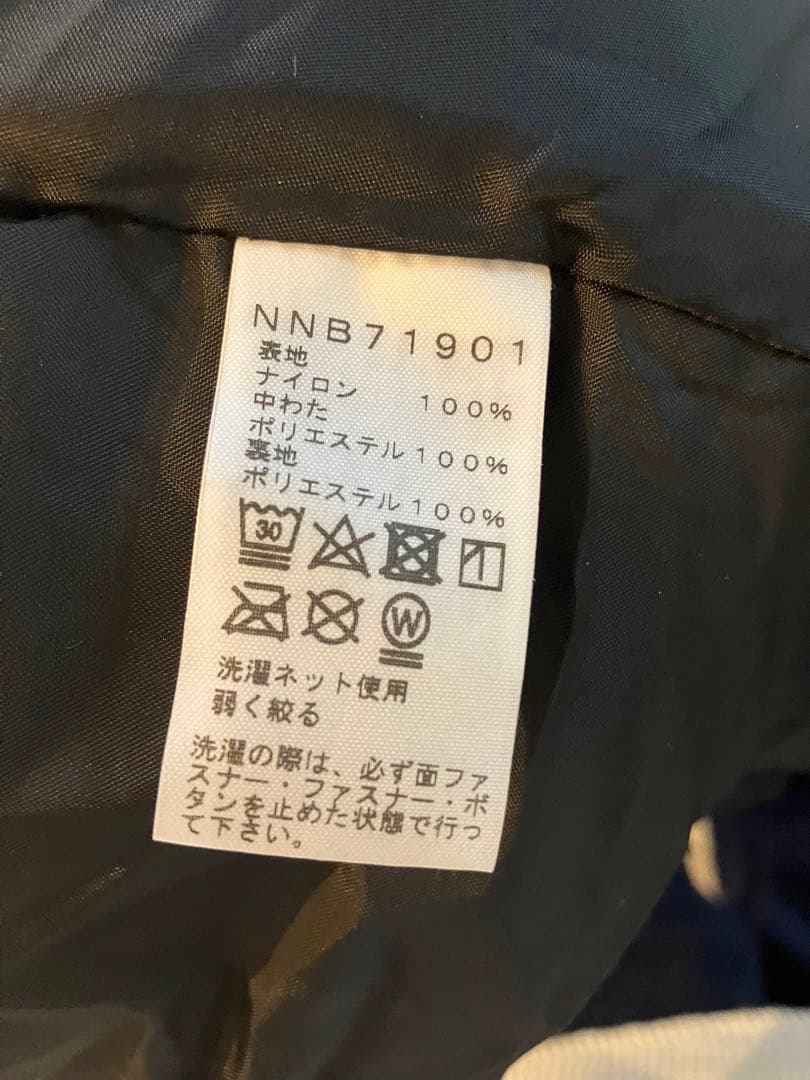 NNB71901
表地
ナイロン 100%
中わた
ポリエステル100%
裏地
ポリエステル100%
30
W
洗濯ネット使用
弱く絞る
洗濯の際は、必ず面ファ
スナー・ファスナー・ボ
タンを止めた状態で行っ
て下さい。